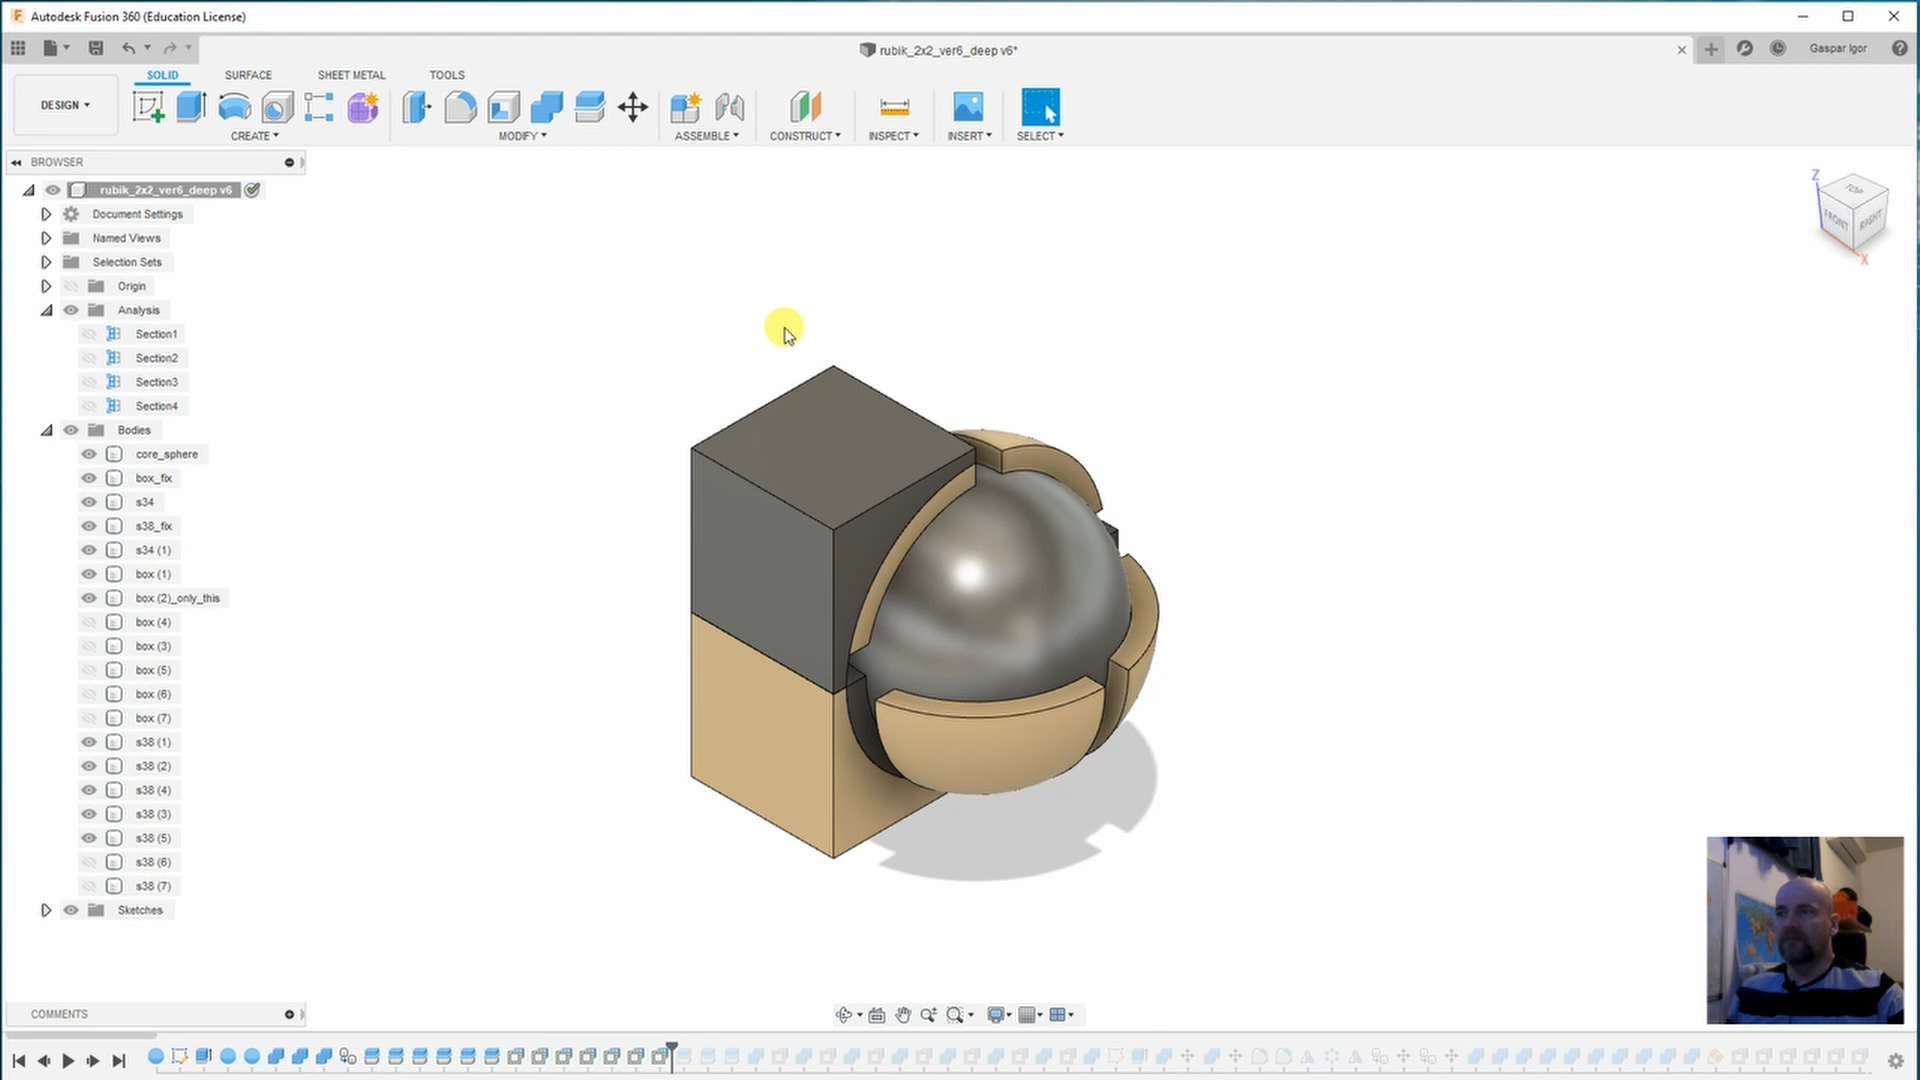 Autodesk Fusion 360 (Education License)
rubik_2x2_ver6_deep v6*
Gaspar Igor
SOLID
SURFACE
SHEET METAL
TOOLS
DESIGN
CREATE
MODIFY
ASSEMBLE
CONSTRUCT
INSPECT
INSERT
SELECT
BROWSER
rubik_2x2_ver6_deep v6
Document Settings
Named Views
Selection Sets
Origin
Analysis
Section1
Section2
Section3
Section4
Bodies
core_sphere
box_fix
s34
s38_fix
s34 (1)
box (1)
box (2)_only_this
box (4)
box (3)
box (5)
box (6)
box (7)
s38 (1)
s38 (2)
s38 (4)
s38 (3)
s38 (5)
s38 (6)
s38 (7)
Sketches
Z
TOP
FRONT
RIGHT
X
COMMENTS